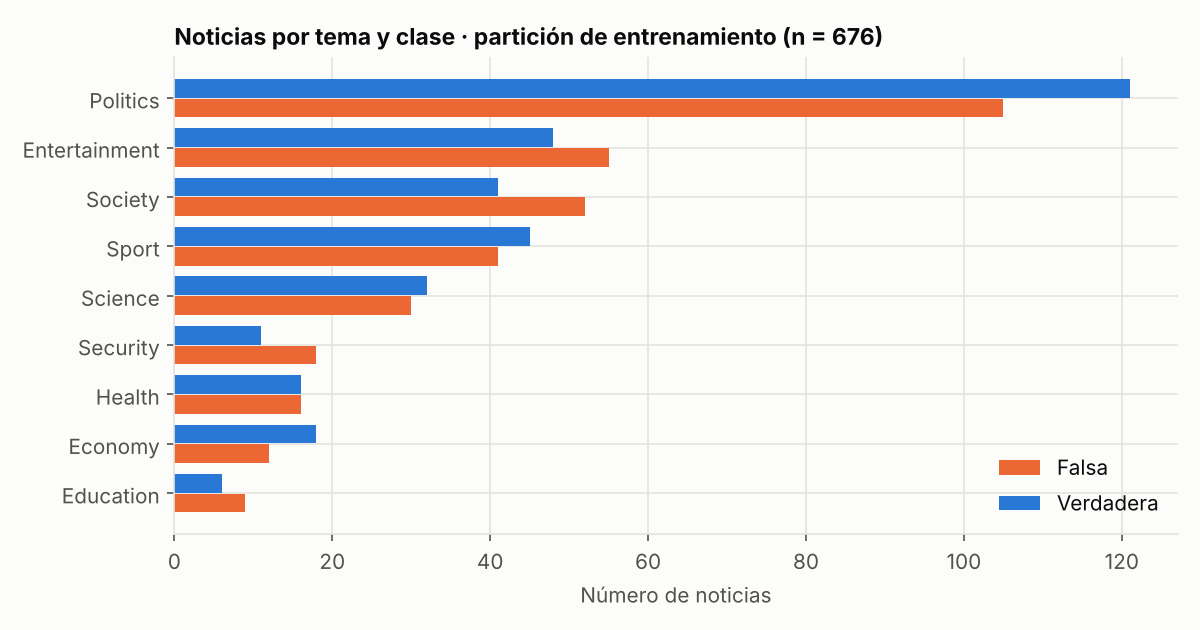 Noticias por tema y clase · partición de entrenamiento (n = 676)
Politics
Entertainment
Society
Sport
Science
Security
Health
Economy
Education
Falsa
Verdadera
0 20 40 60 80 100 120
Número de noticias